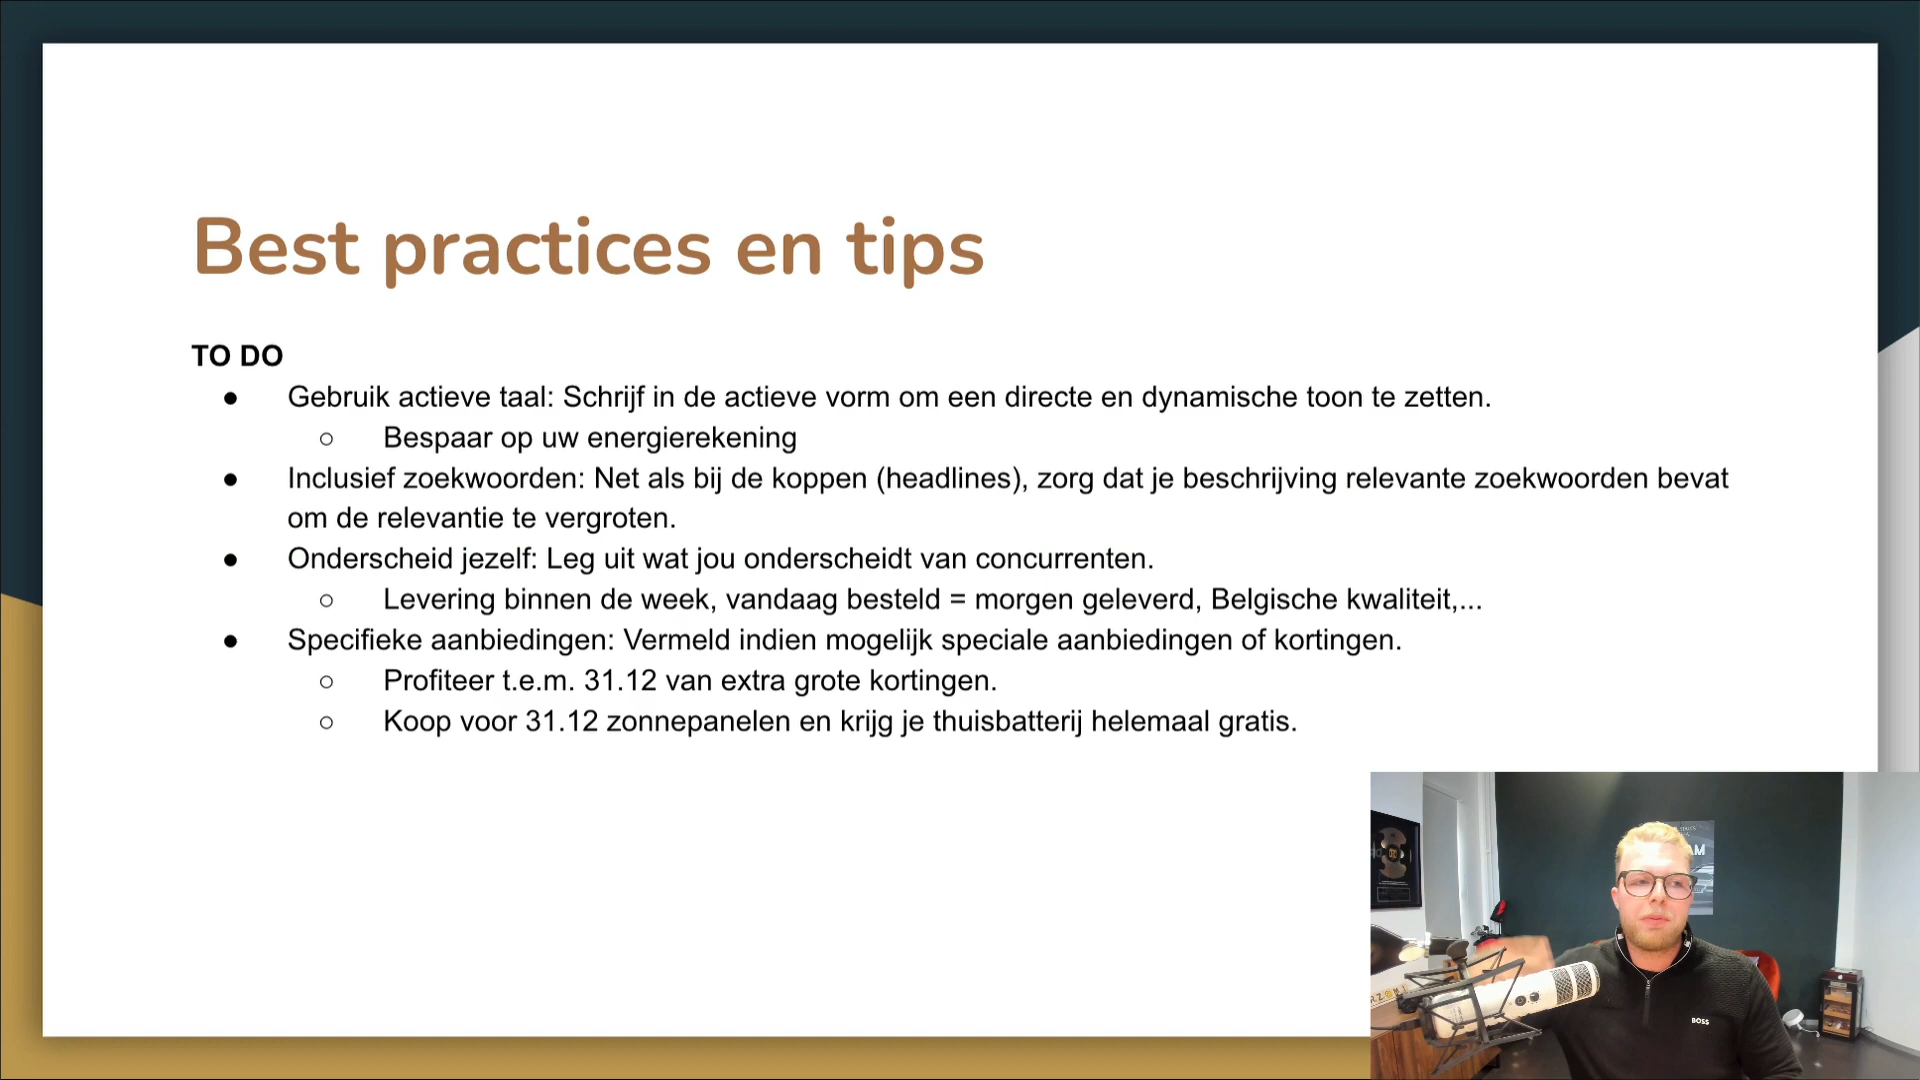 Best practices en tips
TO DO
● Gebruik actieve taal: Schrijf in de actieve vorm om een directe en dynamische toon te zetten.
○ Bespaar op uw energierekening
● Inclusief zoekwoorden: Net als bij de koppen (headlines), zorg dat je beschrijving relevante zoekwoorden bevat
om de relevantie te vergroten.
● Onderscheid jezelf: Leg uit wat jou onderscheidt van concurrenten.
○ Levering binnen de week, vandaag besteld = morgen geleverd, Belgische kwaliteit,...
● Specifieke aanbiedingen: Vermeld indien mogelijk speciale aanbiedingen of kortingen.
○ Profiteer t.e.m. 31.12 van extra grote kortingen.
○ Koop voor 31.12 zonnepanelen en krijg je thuisbatterij helemaal gratis.
BOSS